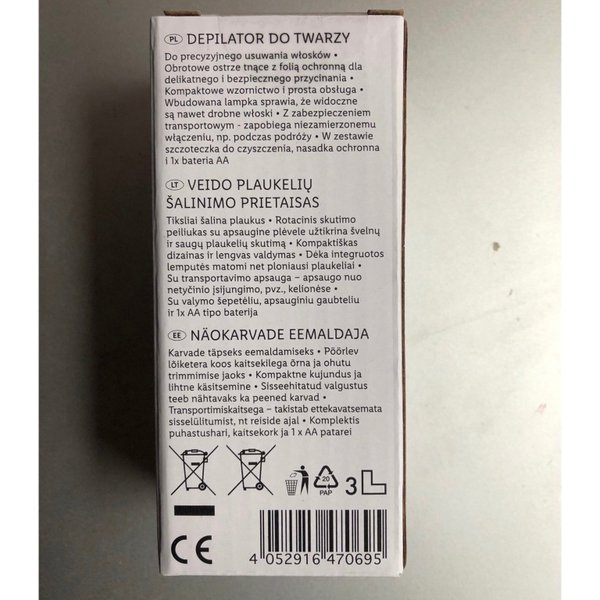 PL DEPILATOR DO TWARZY
Do precyzyjnego usuwania włosków •
Obrotowe ostrze tnące z folią ochronną dla
delikatnego i bezpiecznego przycinania •
Kompaktowe wzornictwo i prosta obsługa •
Wbudowana lampka sprawia, że widoczne
są nawet drobne włoski • Z zabezpieczeniem
transportowym - zapobiega niezamierzonemu
włączeniu, np. podczas podróży • W zestawie
szczoteczka do czyszczenia, nasadka ochronna
i 1x bateria AA
LT VEIDO PLAUKELIŲ
ŠALINIMO PRIETAISAS
Tiksliai šalina plaukus • Rotacinis skutimo
peiliukas su apsaugine plėvele užtikrina švelnų
ir saugų plaukelių skutimą • Kompaktiškas
dizainas ir lengvas valdymas • Dėka integruotos
lemputės matomi net ploniausi plaukeliai •
Su transportavimo apsauga – apsaugo nuo
netyčinio įsijungimo, pvz., kelionėse •
Su valymo šepetėliu, apsauginiu gaubteliu
ir 1x AA tipo baterija
EE NÄOKARVADE EEMALDAJA
Karvade täpseks eemaldamiseks • Pöörlev
lõiketera koos kaitsekilega õrna ja ohutu
trimmimise jaoks • Kompaktne kujundus ja
lihtne käsitsemine • Sisseehitatud valgustus
teeb nähtavaks ka peened karvad •
Transportimiskaitsega – takistab ettekavatsemata
sisselülitumist, nt reiside ajal • Komplektis
puhastushari, kaitsekork ja 1 x AA patarei
20
PAP
3 L
CE
4 052916 470695